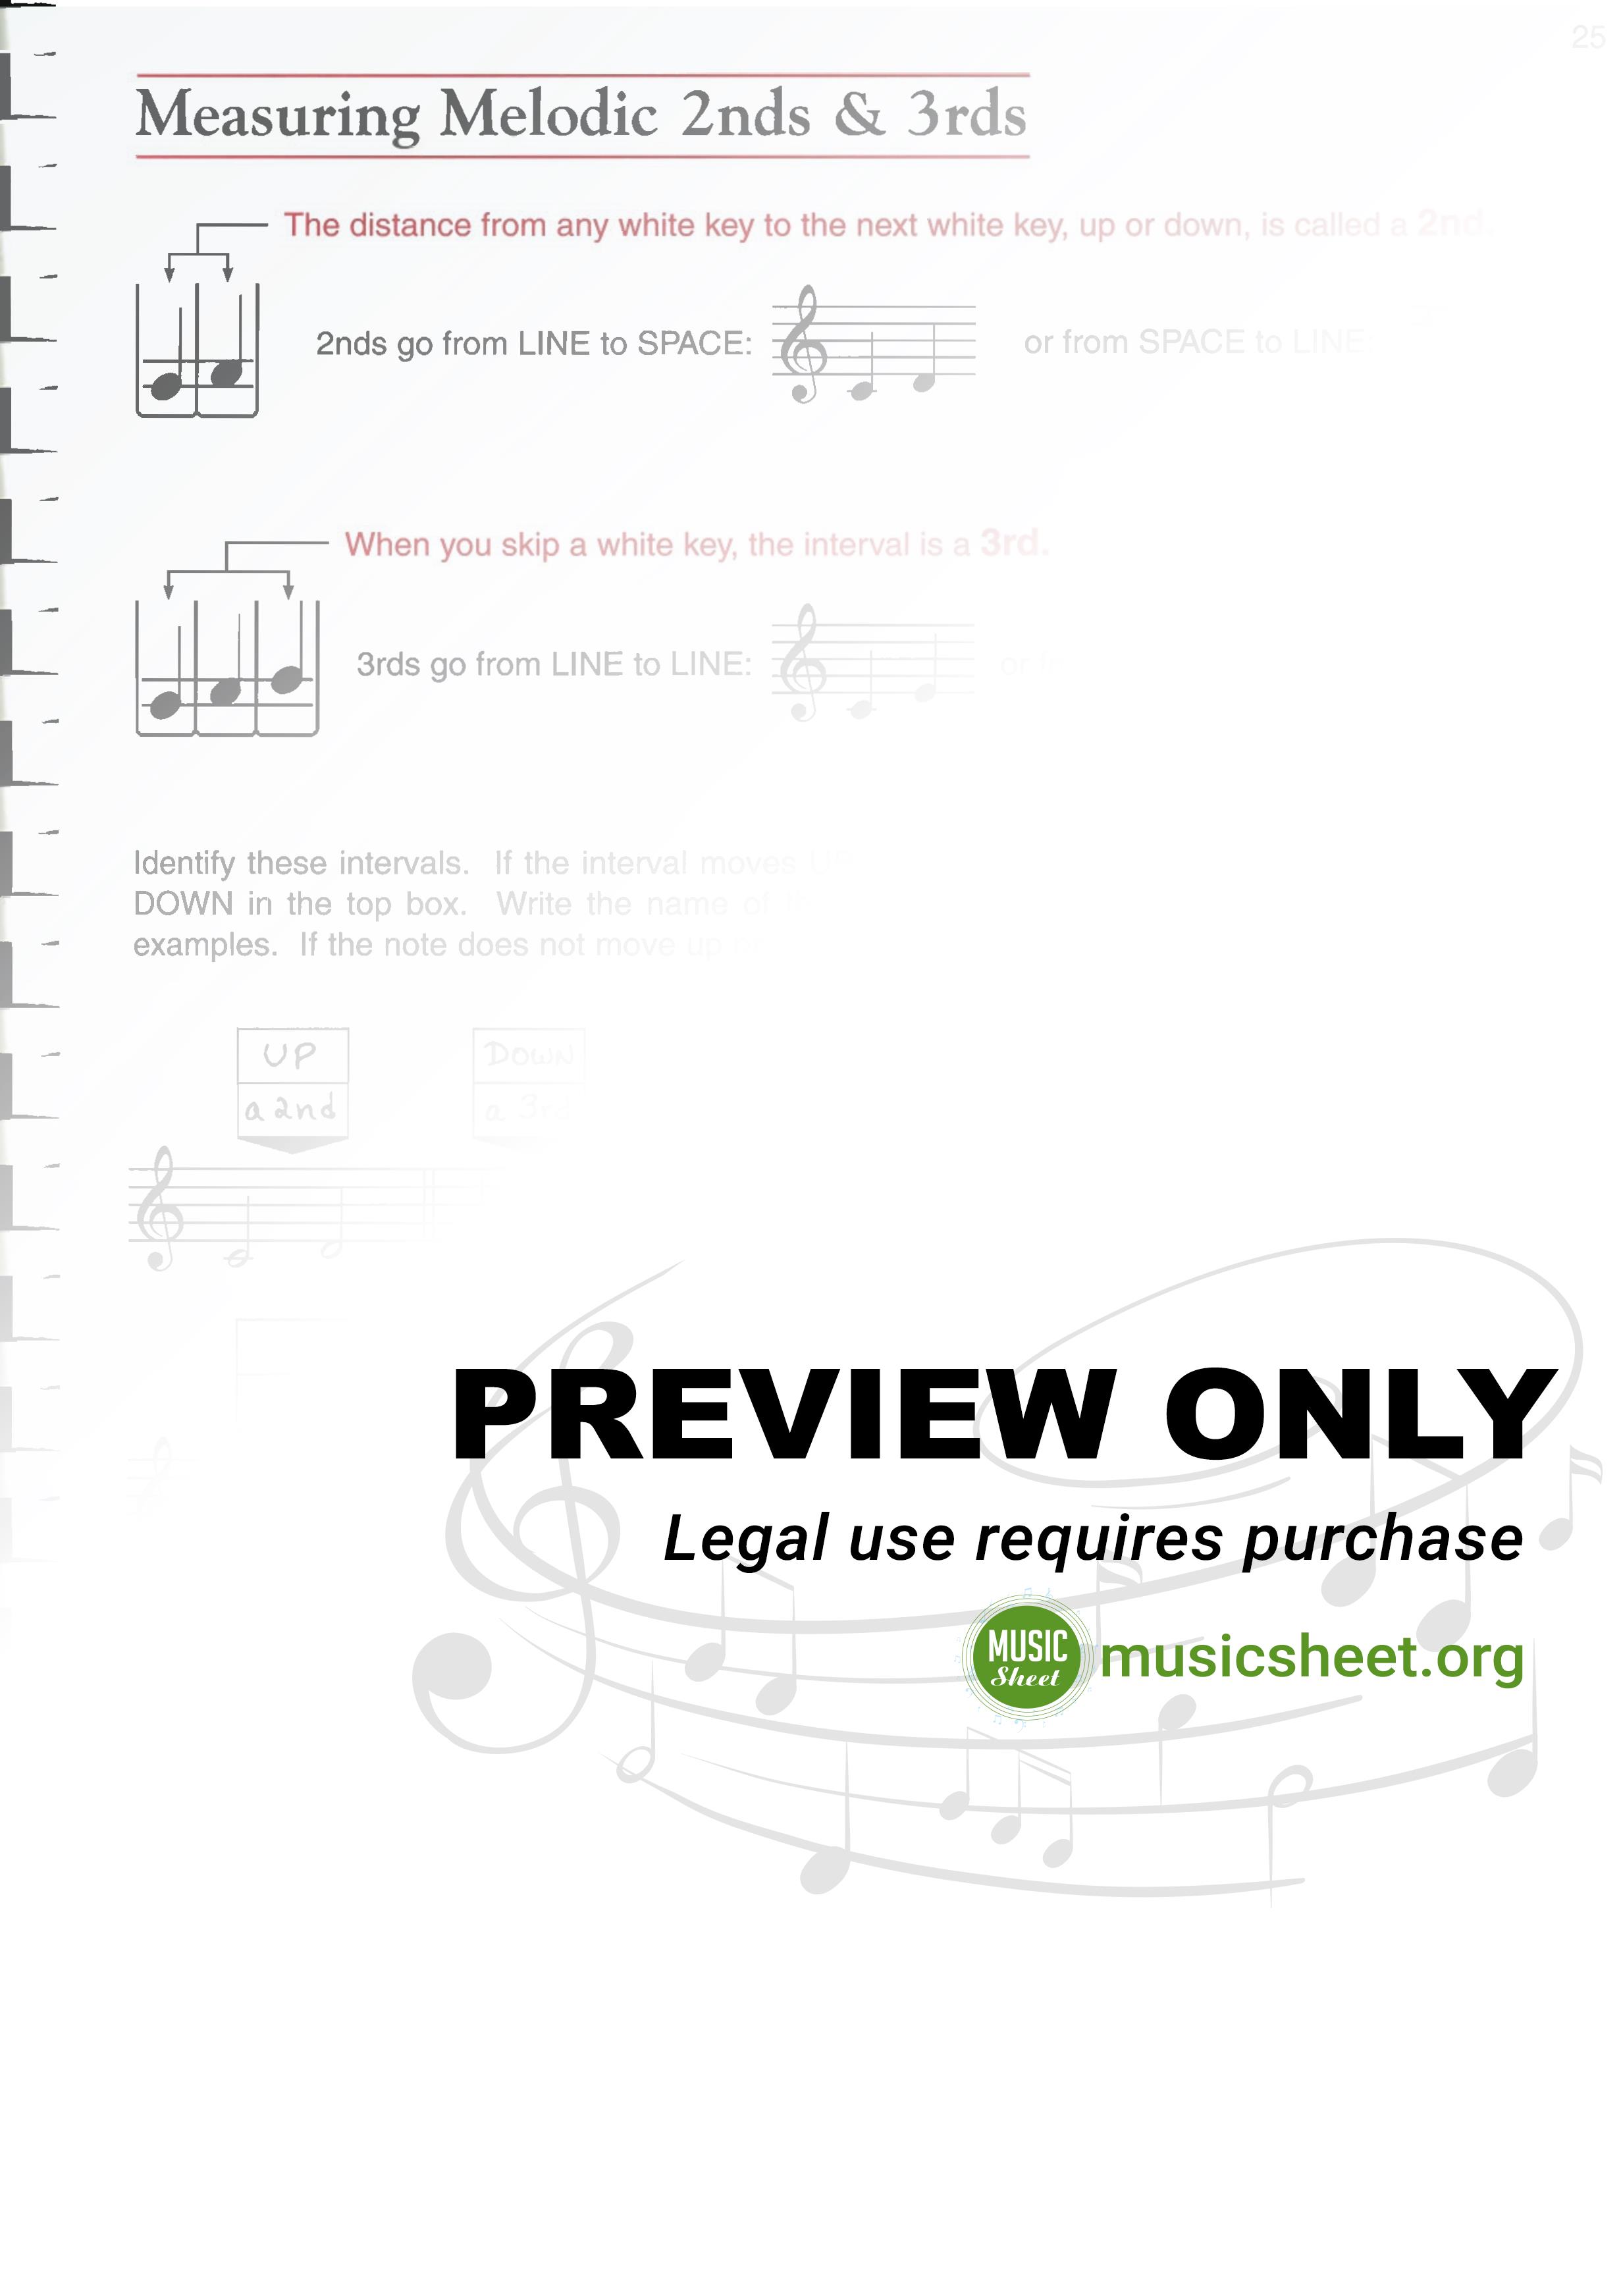 25
Measuring Melodic 2nds & 3rds
The distance from any white key to the next white key, up or down, is called a 2nd.
2nds go from LINE to SPACE:
or from SPACE to LINE
When you skip a white key, the interval is a 3rd.
3rds go from LINE to LINE:
or
Identify these intervals. If the interval moves UP
DOWN in the top box. Write the name of
examples. If the note does not move up
UP
DOWN
a 2nd
a 3rd
PREVIEW ONLY
Legal use requires purchase
MUSIC
Sheet
musicsheet.org